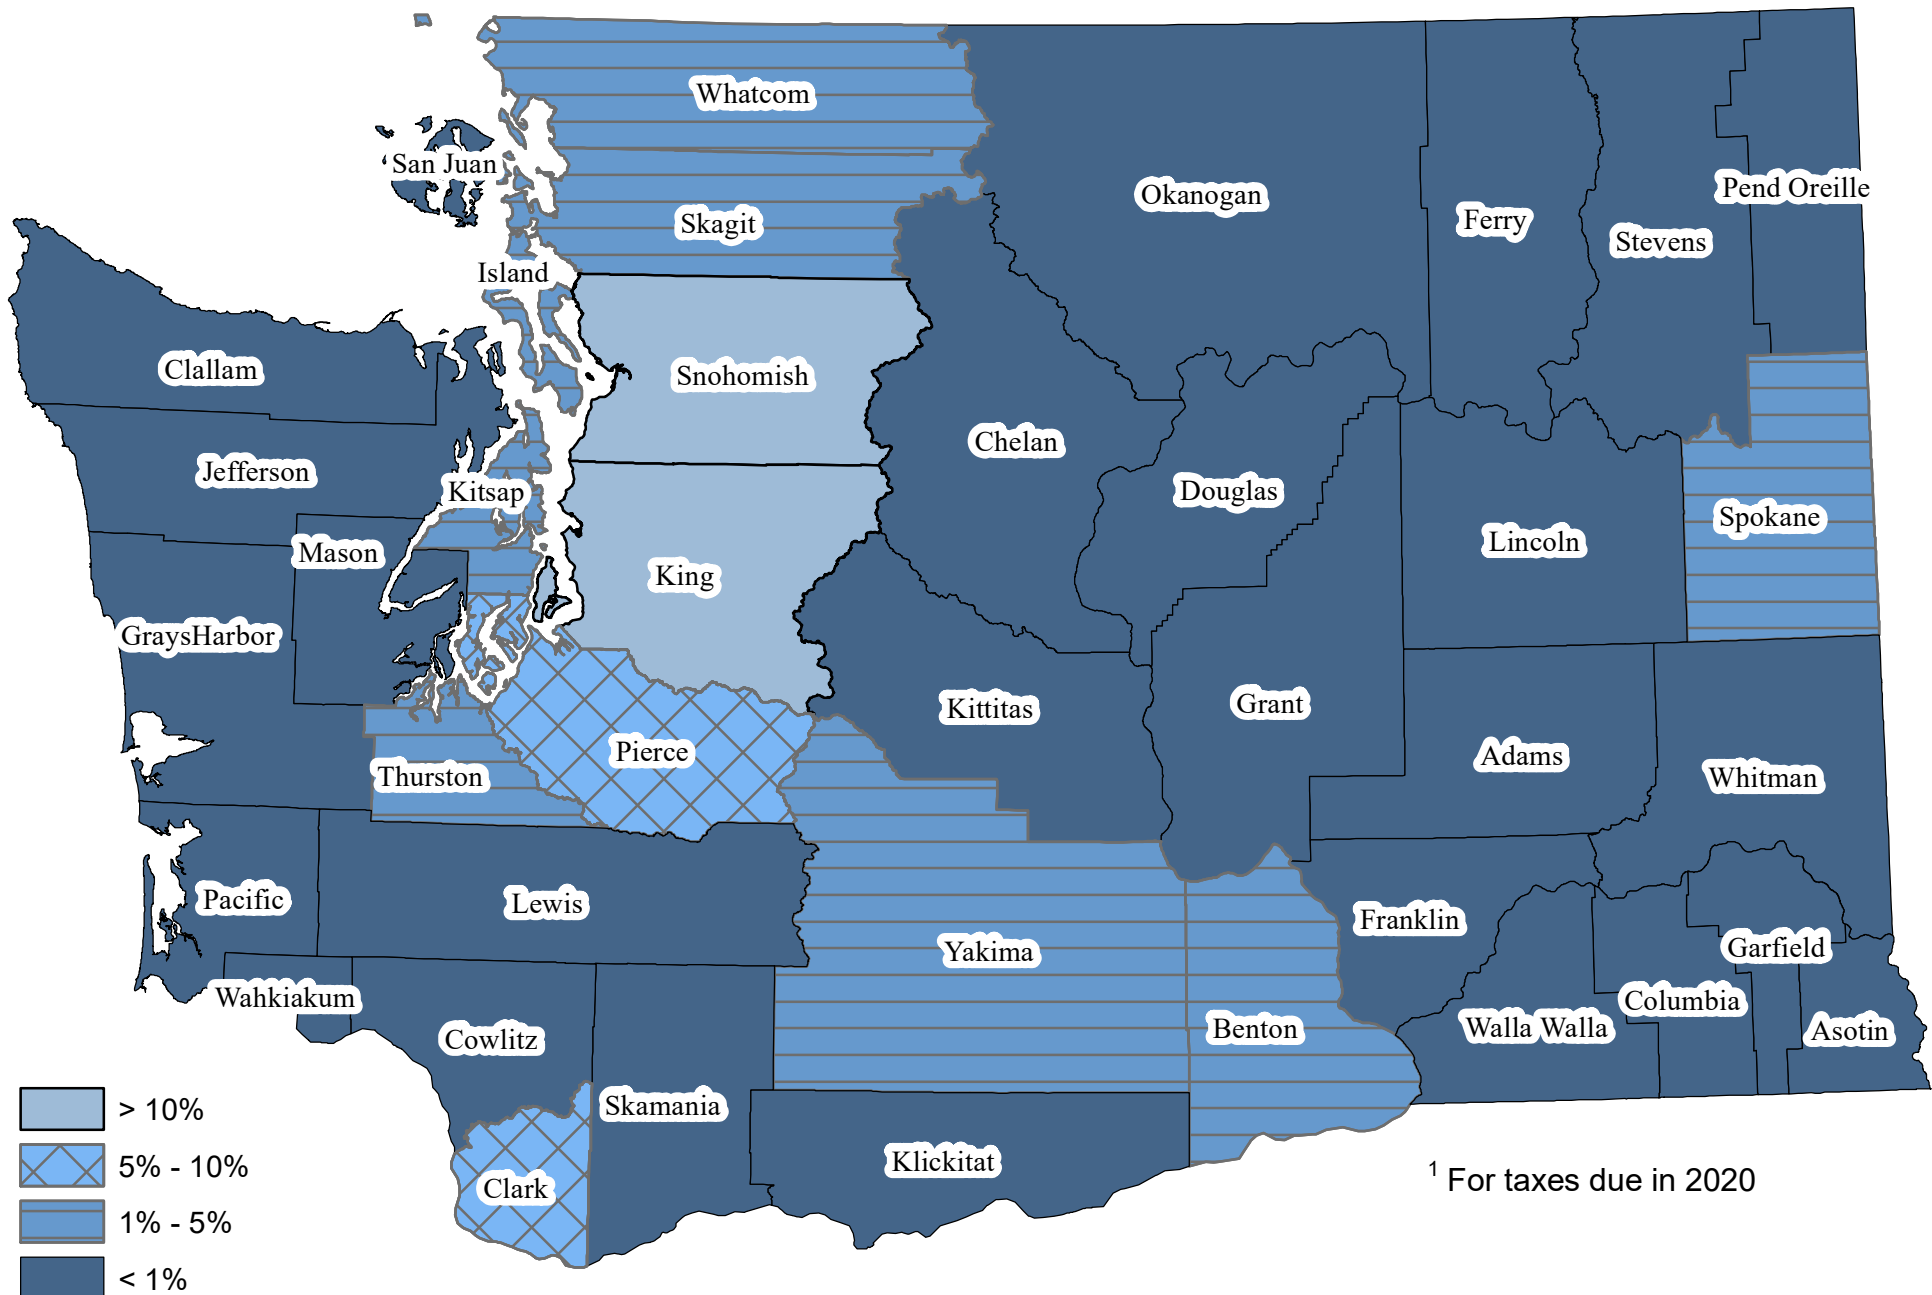 Whatcom
San Juan
Okanogan
Pend Oreille
Ferry
Skagit
Stevens
Island
Clallam
Snohomish
Chelan
Jefferson
Kitsap
Douglas
Spokane
Lincoln
Mason
King
GraysHarbor
Grant
Kittitas
Pierce
Adams
Thurston
Whitman
Pacific
Lewis
Franklin
Garfield
Yakima
Wahkiakum
Columbia
Walla Walla
Benton
Asotin
Cowlitz
Skamania
Klickitat
Clark
> 10%
5% - 10%
1% - 5%
< 1%
1 For taxes due in 2020